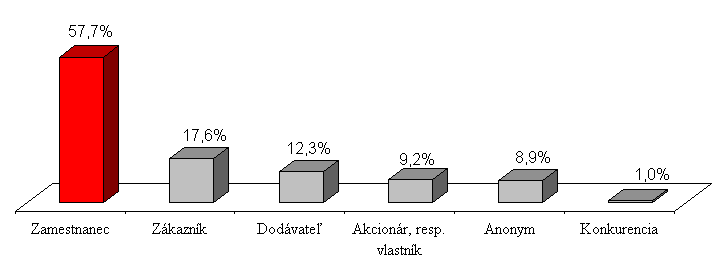 57,7%
17,6%
12,3%
9,2%
8,9%
1,0%
Zamestnanec
Zákazník
Dodávateľ
Akcionár, resp.
vlastník
Anonym
Konkurencia